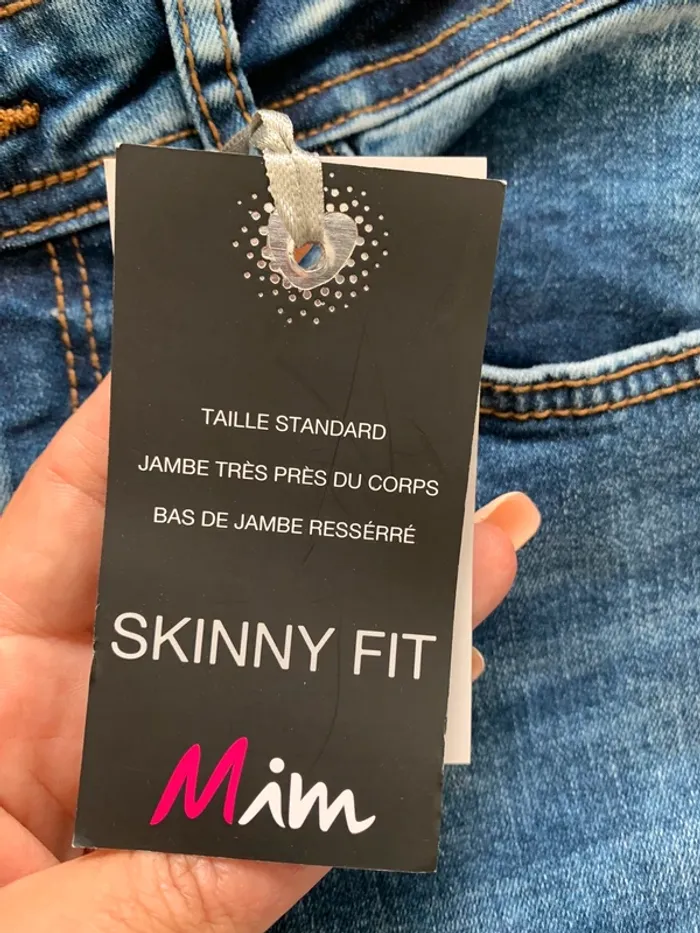 TAILLE STANDARD
JAMBE TRÈS PRÈS DU CORPS
BAS DE JAMBE RESSÉRRÉ
SKINNY FIT
Mim